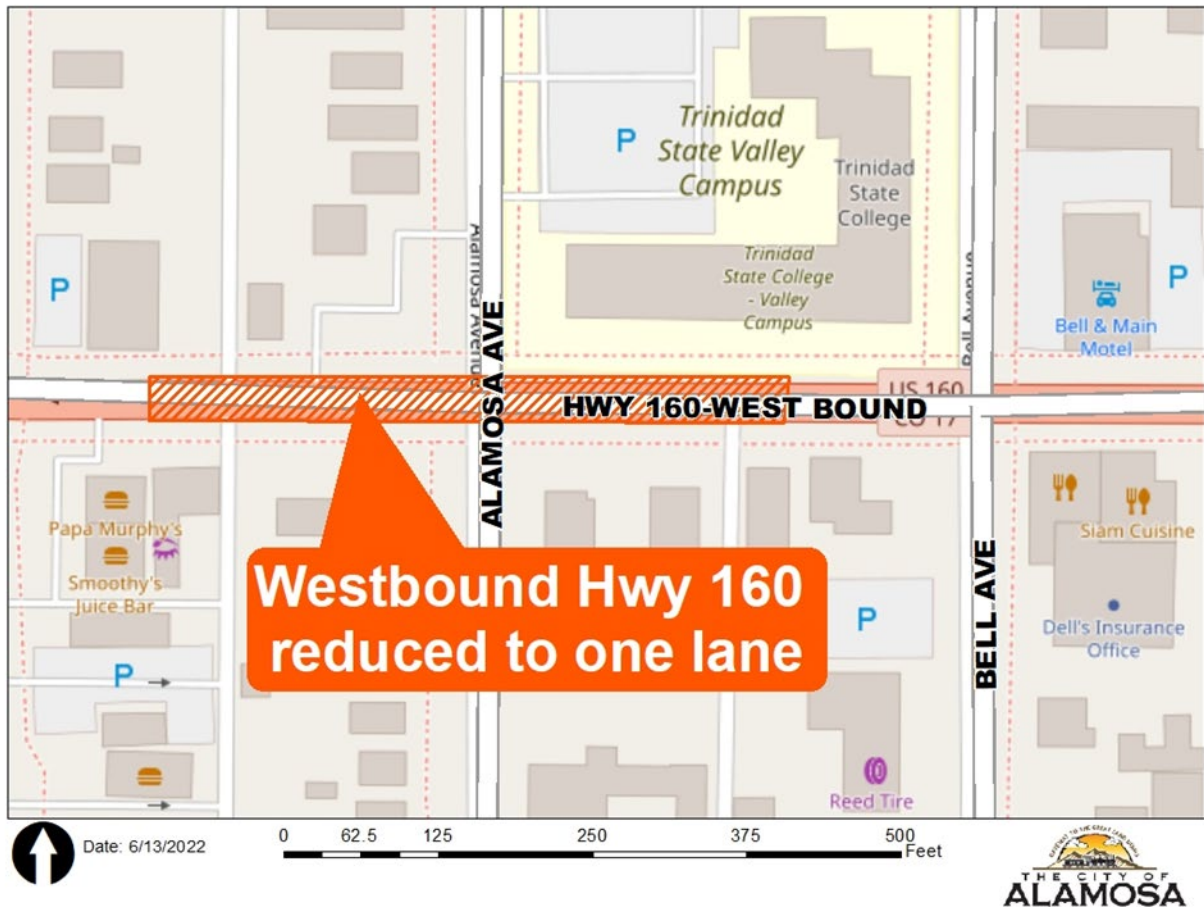 Trinidad
State Valley
Campus
Trinidad
State
College
Trinidad
State College
- Valley
Campus
P
P
P
Bell & Main
Motel
Alamosa Avenue
Bell Avenue
US 160
CO 17
HWY 160-WEST BOUND
ALAMOSA AVE
BELL AVE
Papa Murphy's
Smoothy's
Juice Bar
Siam Cuisine
Westbound Hwy 160
reduced to one lane
P
P
Dell's Insurance
Office
Reed Tire
Date: 6/13/2022
0 62.5 125 250 375 500
Feet
THE CITY OF
ALAMOSA